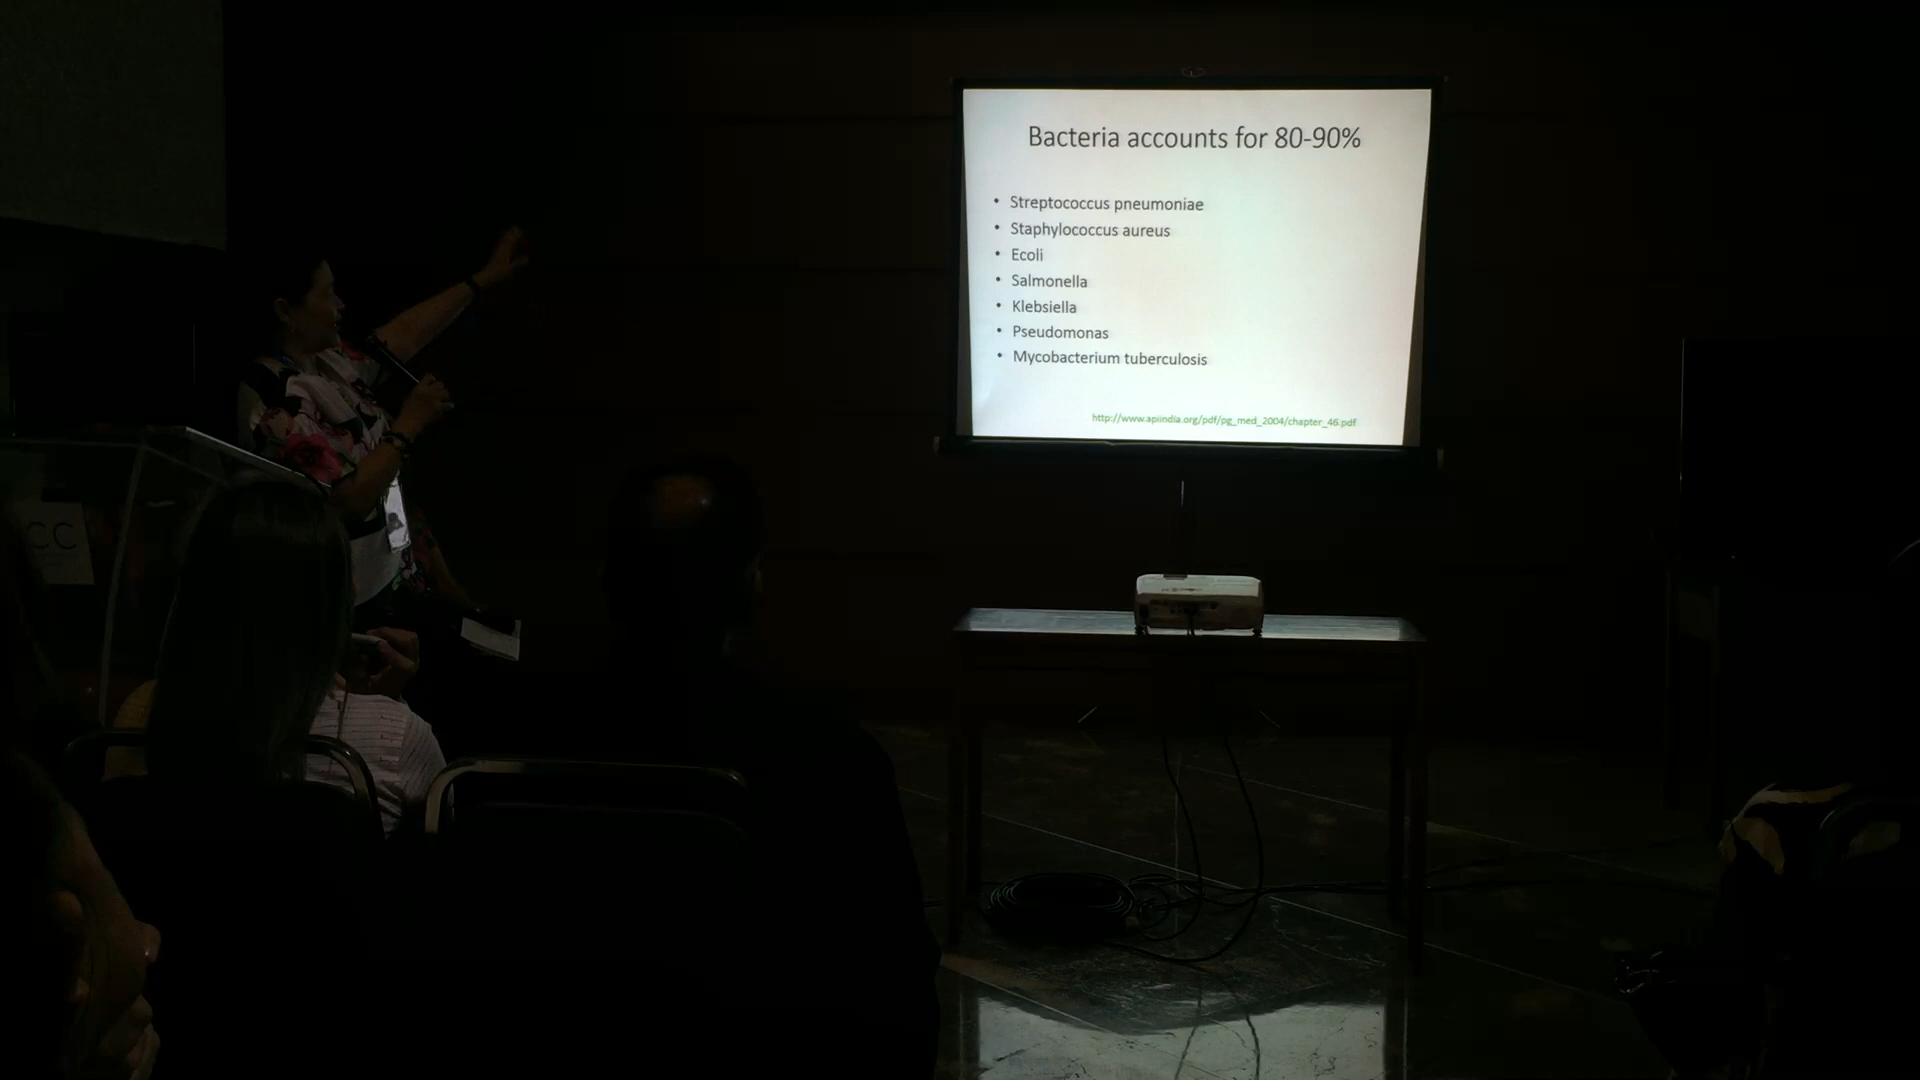 Bacteria accounts for 80-90%
• Streptococcus pneumoniae
• Staphylococcus aureus
• Ecoli
• Salmonella
• Klebsiella
• Pseudomonas
• Mycobacterium tuberculosis
http://www.apiindia.org/pdf/pg_med_2004/chapter_46.pdf
CC